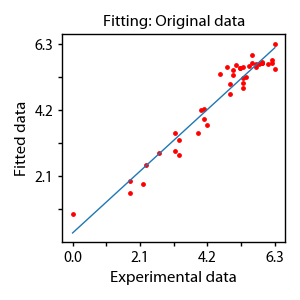 Fitting: Original data
6.3
4.2
2.1
Fitted data
0.0 2.1 4.2 6.3
Experimental data